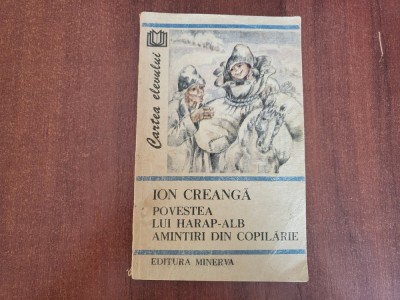 Cartea elevului
ION CREANGĂ
POVESTEA
LUI HARAP-ALB
AMINTIRI DIN COPILĂRIE
EDITURA MINERVA